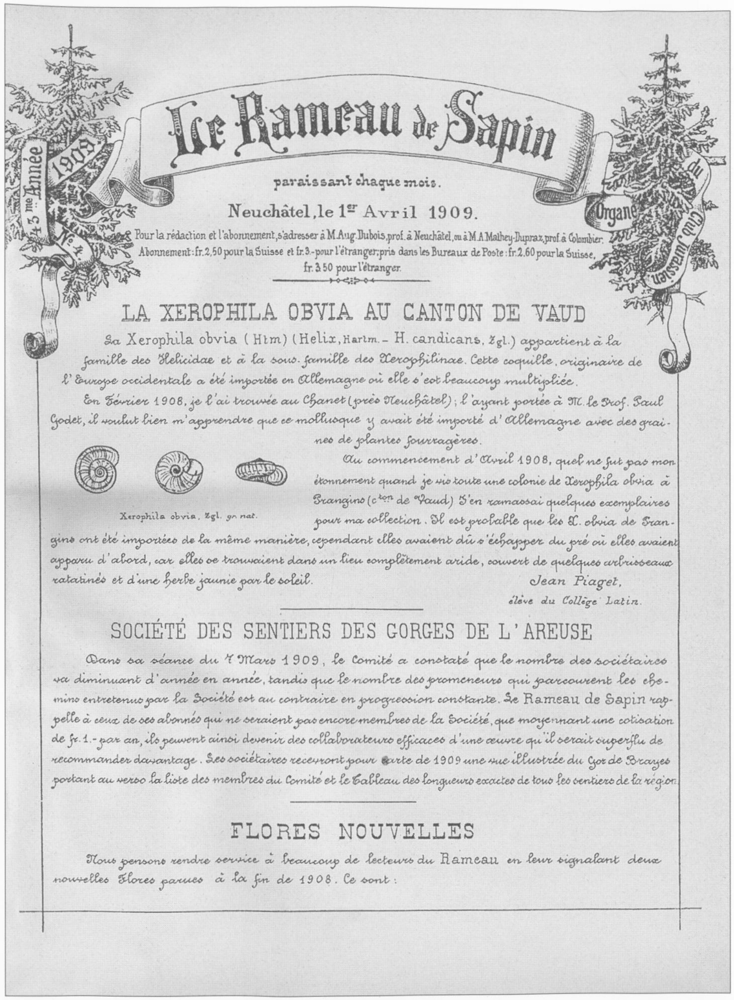 Le Rameau de Sapin
43me Année
1909.
No. 4.
Organe
du
Club Jurassien.
paraissant chaque mois.
Neuchâtel, le 1er Avril 1909.
Pour la rédaction et l'abonnement, s'adresser à M. Aug. Dubois, prof. à Neuchâtel, ou à M. A. Mathey-Dupraz, prof. à Colombier.
Abonnement: fr. 2,50 pour la Suisse et fr. 3.- pour l'étranger; pris dans les Bureaux de Poste: fr. 2.60 pour la Suisse,
fr. 3.50 pour l'étranger.
LA XEROPHILA OBVIA AU CANTON DE VAUD
La Xerophila obvia (Htm) (Helix, Hartm. – H. candicans, Zgl.) appartient à la
famille des Helicidae et à la sous-famille des Xerophilinae. Cette coquille, originaire de
l'Europe occidentale a été importée en Allemagne où elle s'est beaucoup multipliée.
En Février 1908, je l'ai trouvée au Chanet (près Neuchâtel); l'ayant portée à M. le Prof. Paul
Godet, il voulut bien m'apprendre que ce mollusque y avait été importé d'Allemagne avec des grai-
nes de plantes fourragères.
Au commencement d'Avril 1908, quel ne fut pas mon
étonnement quand je vis toute une colonie de Xerophila obvia à
Prangins (cton de Vaud) J'en ramassai quelques exemplaires
pour ma collection. Il est probable que les X. obvia de Pran-
Xerophila obvia, Zgl. gr. nat.
gins ont été importées de la même manière, cependant elles avaient dû s'échapper du pré où elles avaient
apparu d'abord, car elles se trouvaient dans un lieu complètement aride, couvert de quelques arbrisseaux
ratatinés et d'une herbe jaunie par le soleil.
Jean Piaget,
élève du Collège Latin.
SOCIÉTÉ DES SENTIERS DES GORGES DE L'AREUSE
Dans sa séance du 7 Mars 1909, le Comité a constaté que le nombre des sociétaires
va diminuant d'année en année, tandis que le nombre des promeneurs qui parcourent les che-
mins entretenus par la Société est au contraire en progression constante. Le Rameau de Sapin rap-
pelle à ceux de ses abonnés qui ne seraient pas encore membres de la Société, que moyennant une cotisation
de fr. 1.- par an, ils peuvent ainsi devenir des collaborateurs efficaces d'une œuvre qu'il serait superflu de
recommander davantage. Les sociétaires recevront pour carte de 1909 une vue illustrée du Gor de Brayes
portant au verso la liste des membres du Comité et le Tableau des longueurs exactes de tous les sentiers de la région.
FLORES NOUVELLES
Nous pensons rendre service à beaucoup de lecteurs du Rameau en leur signalant deux
nouvelles Flores parues à la fin de 1908. Ce sont: